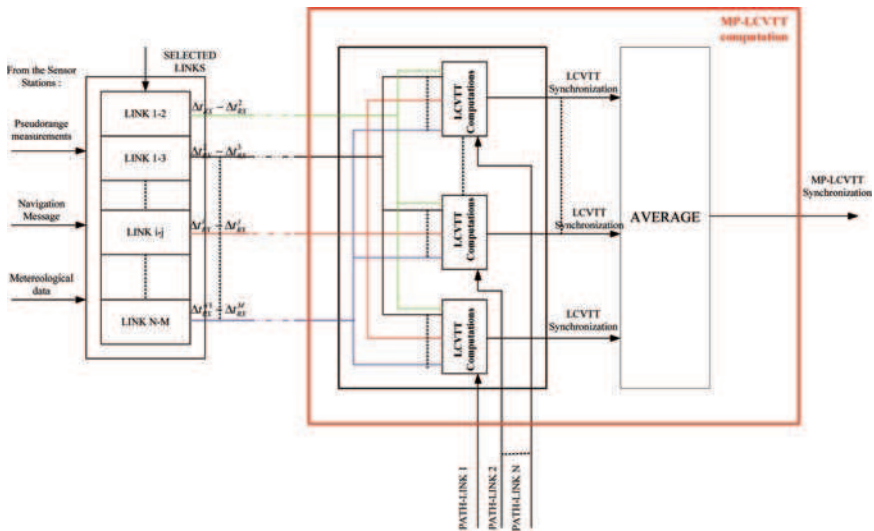 MP-LCVTT
computation
SELECTED
LINKS
From the Sensor
Stations :
Pseudorange
measurements
Navigation
Message
Metereological
data
LINK 1-2
LINK 1-3
LINK i-j
LINK N-M
LCVTT
Computations
LCVTT
Computations
LCVTT
Computations
LCVTT
Synchronization
LCVTT
Synchronization
LCVTT
Synchronization
AVERAGE
MP-LCVTT
Synchronization
PATH-LINK 1
PATH-LINK 2
PATH-LINK N